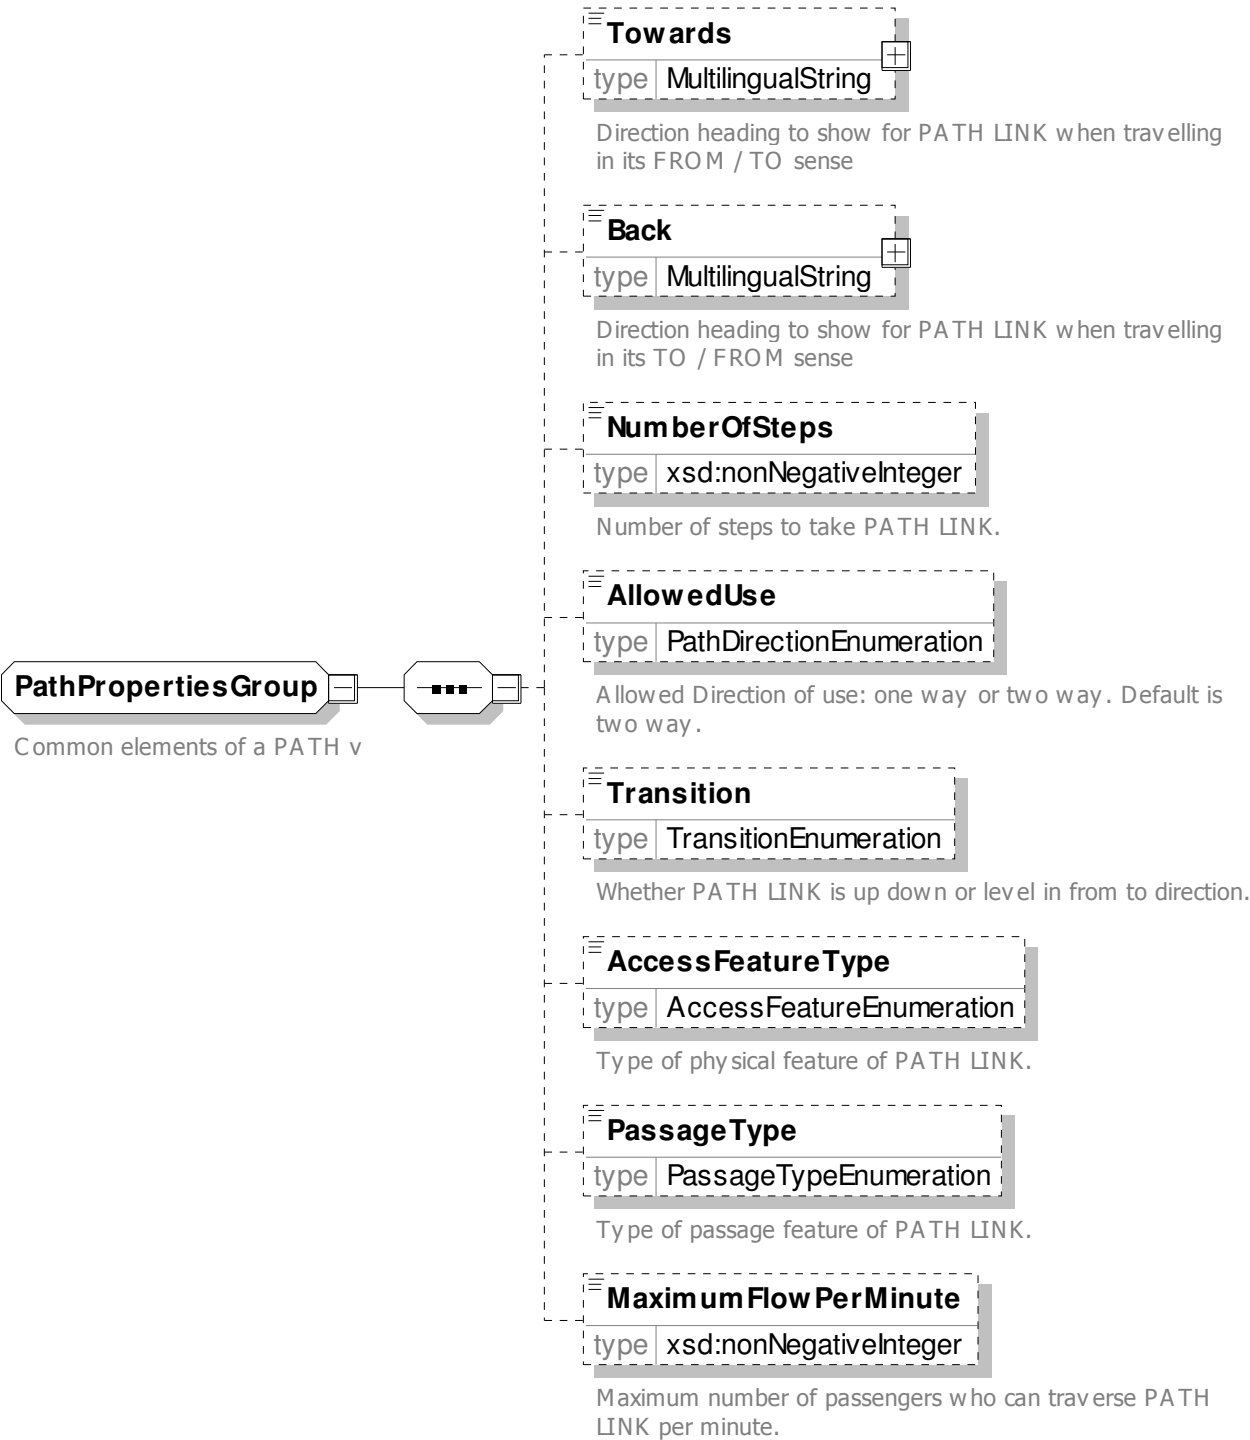 Towards
type MultilingualString
Direction heading to show for PATH LINK when travelling
in its FROM / TO sense
Back
type MultilingualString
Direction heading to show for PATH LINK when travelling
in its TO / FROM sense
NumberOfSteps
type xsd:nonNegativeInteger
Number of steps to take PATH LINK.
AllowedUse
type PathDirectionEnumeration
Allowed Direction of use: one way or two way. Default is
two way.
PathPropertiesGroup
Common elements of a PATH v
Transition
type TransitionEnumeration
Whether PATH LINK is up down or level in from to direction.
AccessFeatureType
type AccessFeatureEnumeration
Type of physical feature of PATH LINK.
PassageType
type PassageTypeEnumeration
Type of passage feature of PATH LINK.
MaximumFlowPerMinute
type xsd:nonNegativeInteger
Maximum number of passengers who can traverse PATH
LINK per minute.